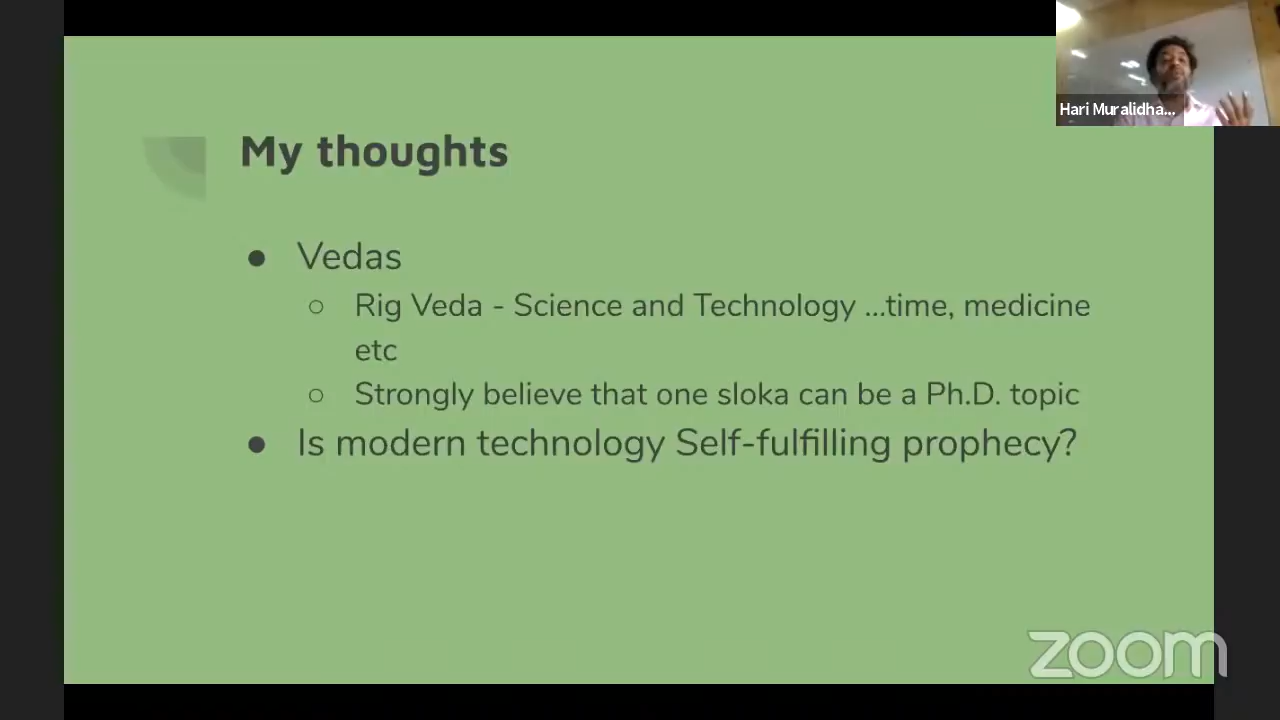 Hari Muralidha...
My thoughts
● Vedas
○ Rig Veda - Science and Technology ...time, medicine
etc
○ Strongly believe that one sloka can be a Ph.D. topic
● Is modern technology Self-fulfilling prophecy?
zoom